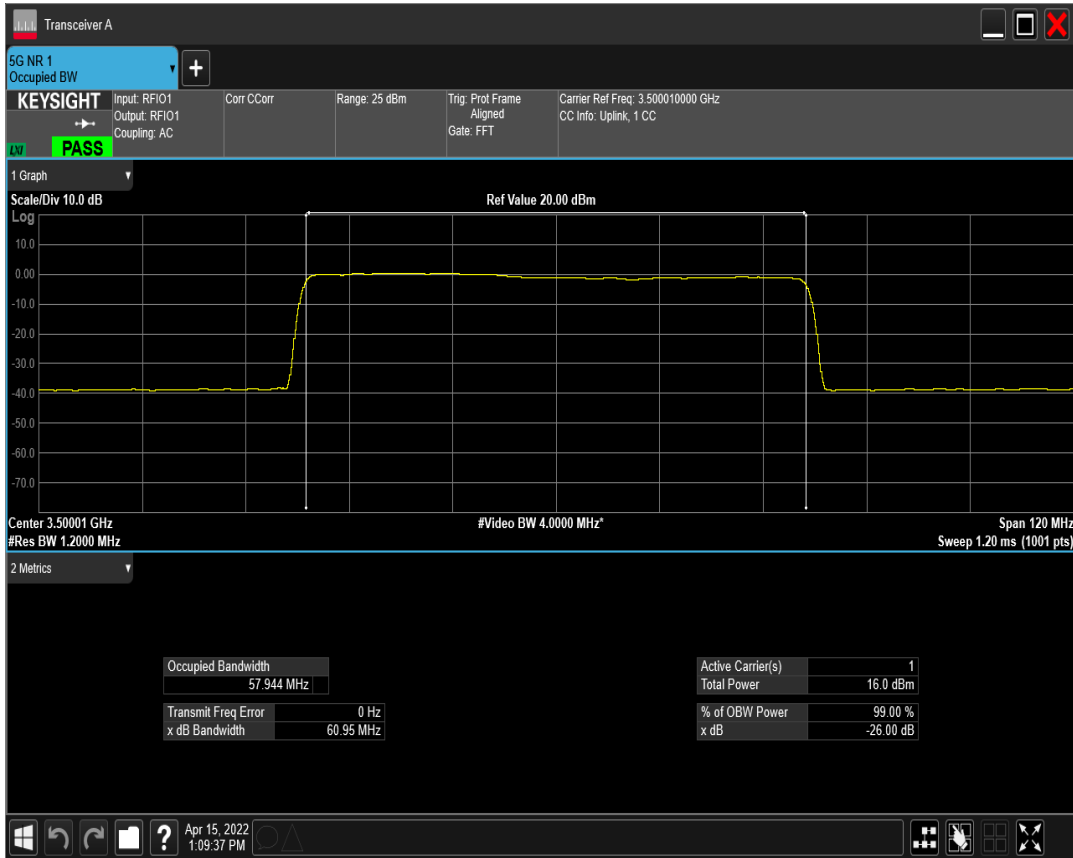 Transceiver A
5G NR 1
Occupied BW
KEYSIGHT
LXI
PASS
Input: RFIO1
Output: RFIO1
Coupling: AC
Corr CCorr
Range: 25 dBm
Trig: Prot Frame
Aligned
Gate: FFT
Carrier Ref Freq: 3.500010000 GHz
CC Info: Uplink, 1 CC
1 Graph
Scale/Div 10.0 dB
Ref Value 20.00 dBm
Log
10.0
0.00
-10.0
-20.0
-30.0
-40.0
-50.0
-60.0
-70.0
Center 3.50001 GHz
#Video BW 4.0000 MHz*
Span 120 MHz
#Res BW 1.2000 MHz
Sweep 1.20 ms (1001 pts)
2 Metrics
Occupied Bandwidth
57.944 MHz
Transmit Freq Error 0 Hz
x dB Bandwidth 60.95 MHz
Active Carrier(s) 1
Total Power 16.0 dBm
% of OBW Power 99.00 %
x dB -26.00 dB
?
Apr 15, 2022
1:09:37 PM